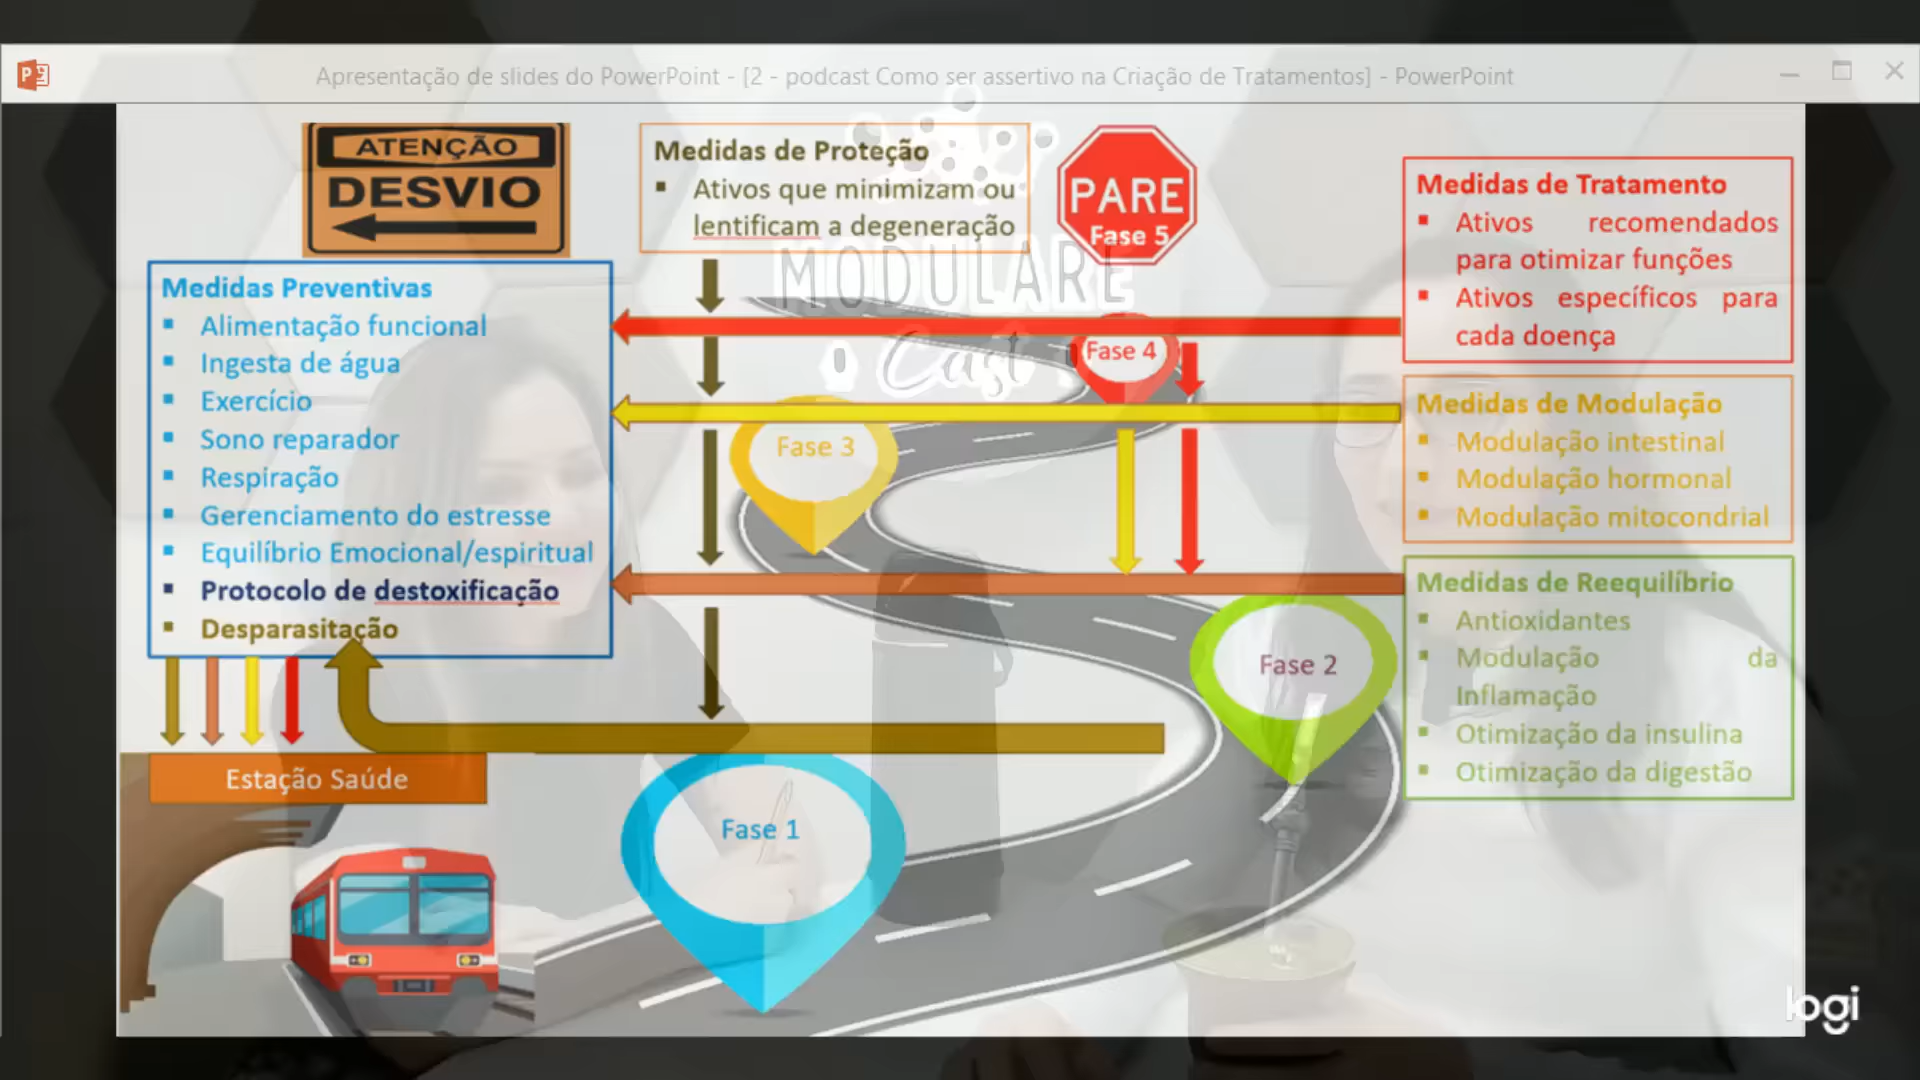 Apresentação de slides do PowerPoint - [2 - podcast Como ser assertivo na Criação de Tratamentos] - PowerPoint
ATENÇÃO
DESVIO
Medidas de Proteção
▪ Ativos que minimizam ou
lentificam a degeneração
PARE
Fase 5
MODULARE
Cast
Medidas Preventivas
▪ Alimentação funcional
▪ Ingesta de água
▪ Exercício
▪ Sono reparador
▪ Respiração
▪ Gerenciamento do estresse
▪ Equilíbrio Emocional/espiritual
▪ Protocolo de destoxificação
▪ Desparasitação
Medidas de Tratamento
▪ Ativos recomendados
para otimizar funções
▪ Ativos específicos para
cada doença
Medidas de Modulação
▪ Modulação intestinal
▪ Modulação hormonal
▪ Modulação mitocondrial
Medidas de Reequilíbrio
▪ Antioxidantes
▪ Modulação da
Inflamação
▪ Otimização da insulina
▪ Otimização da digestão
Fase 4
Fase 3
Fase 2
Fase 1
Estação Saúde
logi